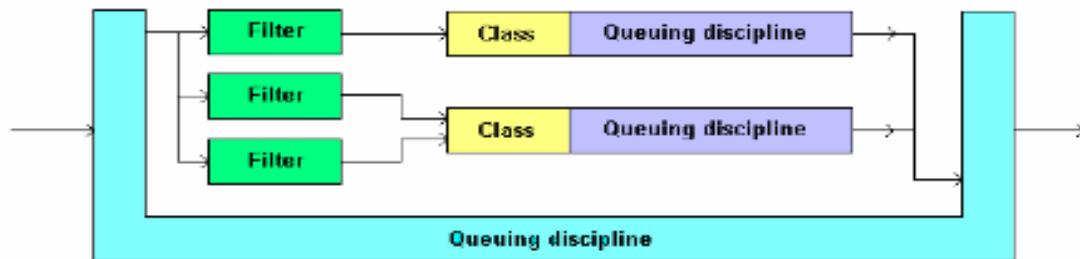 Filter
Class Queuing discipline
Filter
Class Queuing discipline
Filter
Queuing discipline